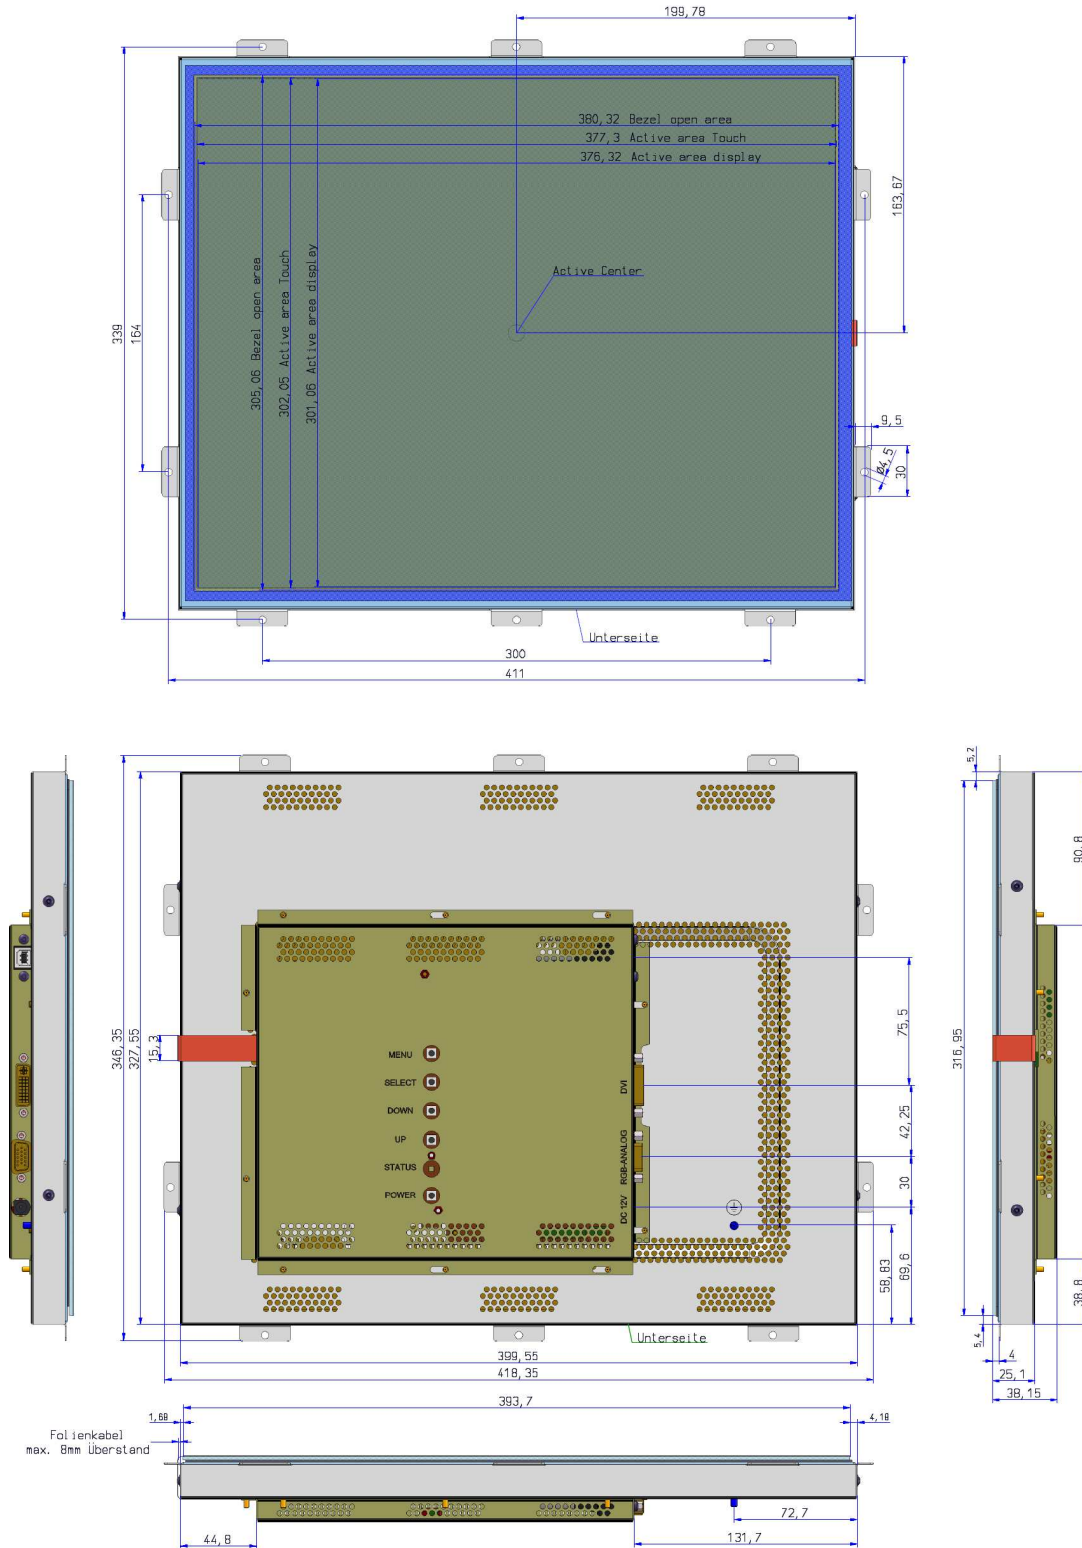 199,78
380,32 Bezel open area
377,3 Active area Touch
376,32 Active area display
163,67
Active Center
305,06 Bezel open area
302,05 Active area Touch
301,06 Active area display
339
164
9,5
Ø4,5
30
Unterseite
300
411
5,2
90,8
346,35
327,55
15,3
316,95
75,5
MENU
SELECT
DOWN
UP
STATUS
POWER
DVI
RGB-ANALOG
DC 12V
42,25
30
58,83
69,6
38,8
Unterseite
5,4
4
399,55
25,1
418,35
38,15
393,7
1,68
4,18
Folienkabel
max. 8mm Überstand
72,7
44,8
131,7